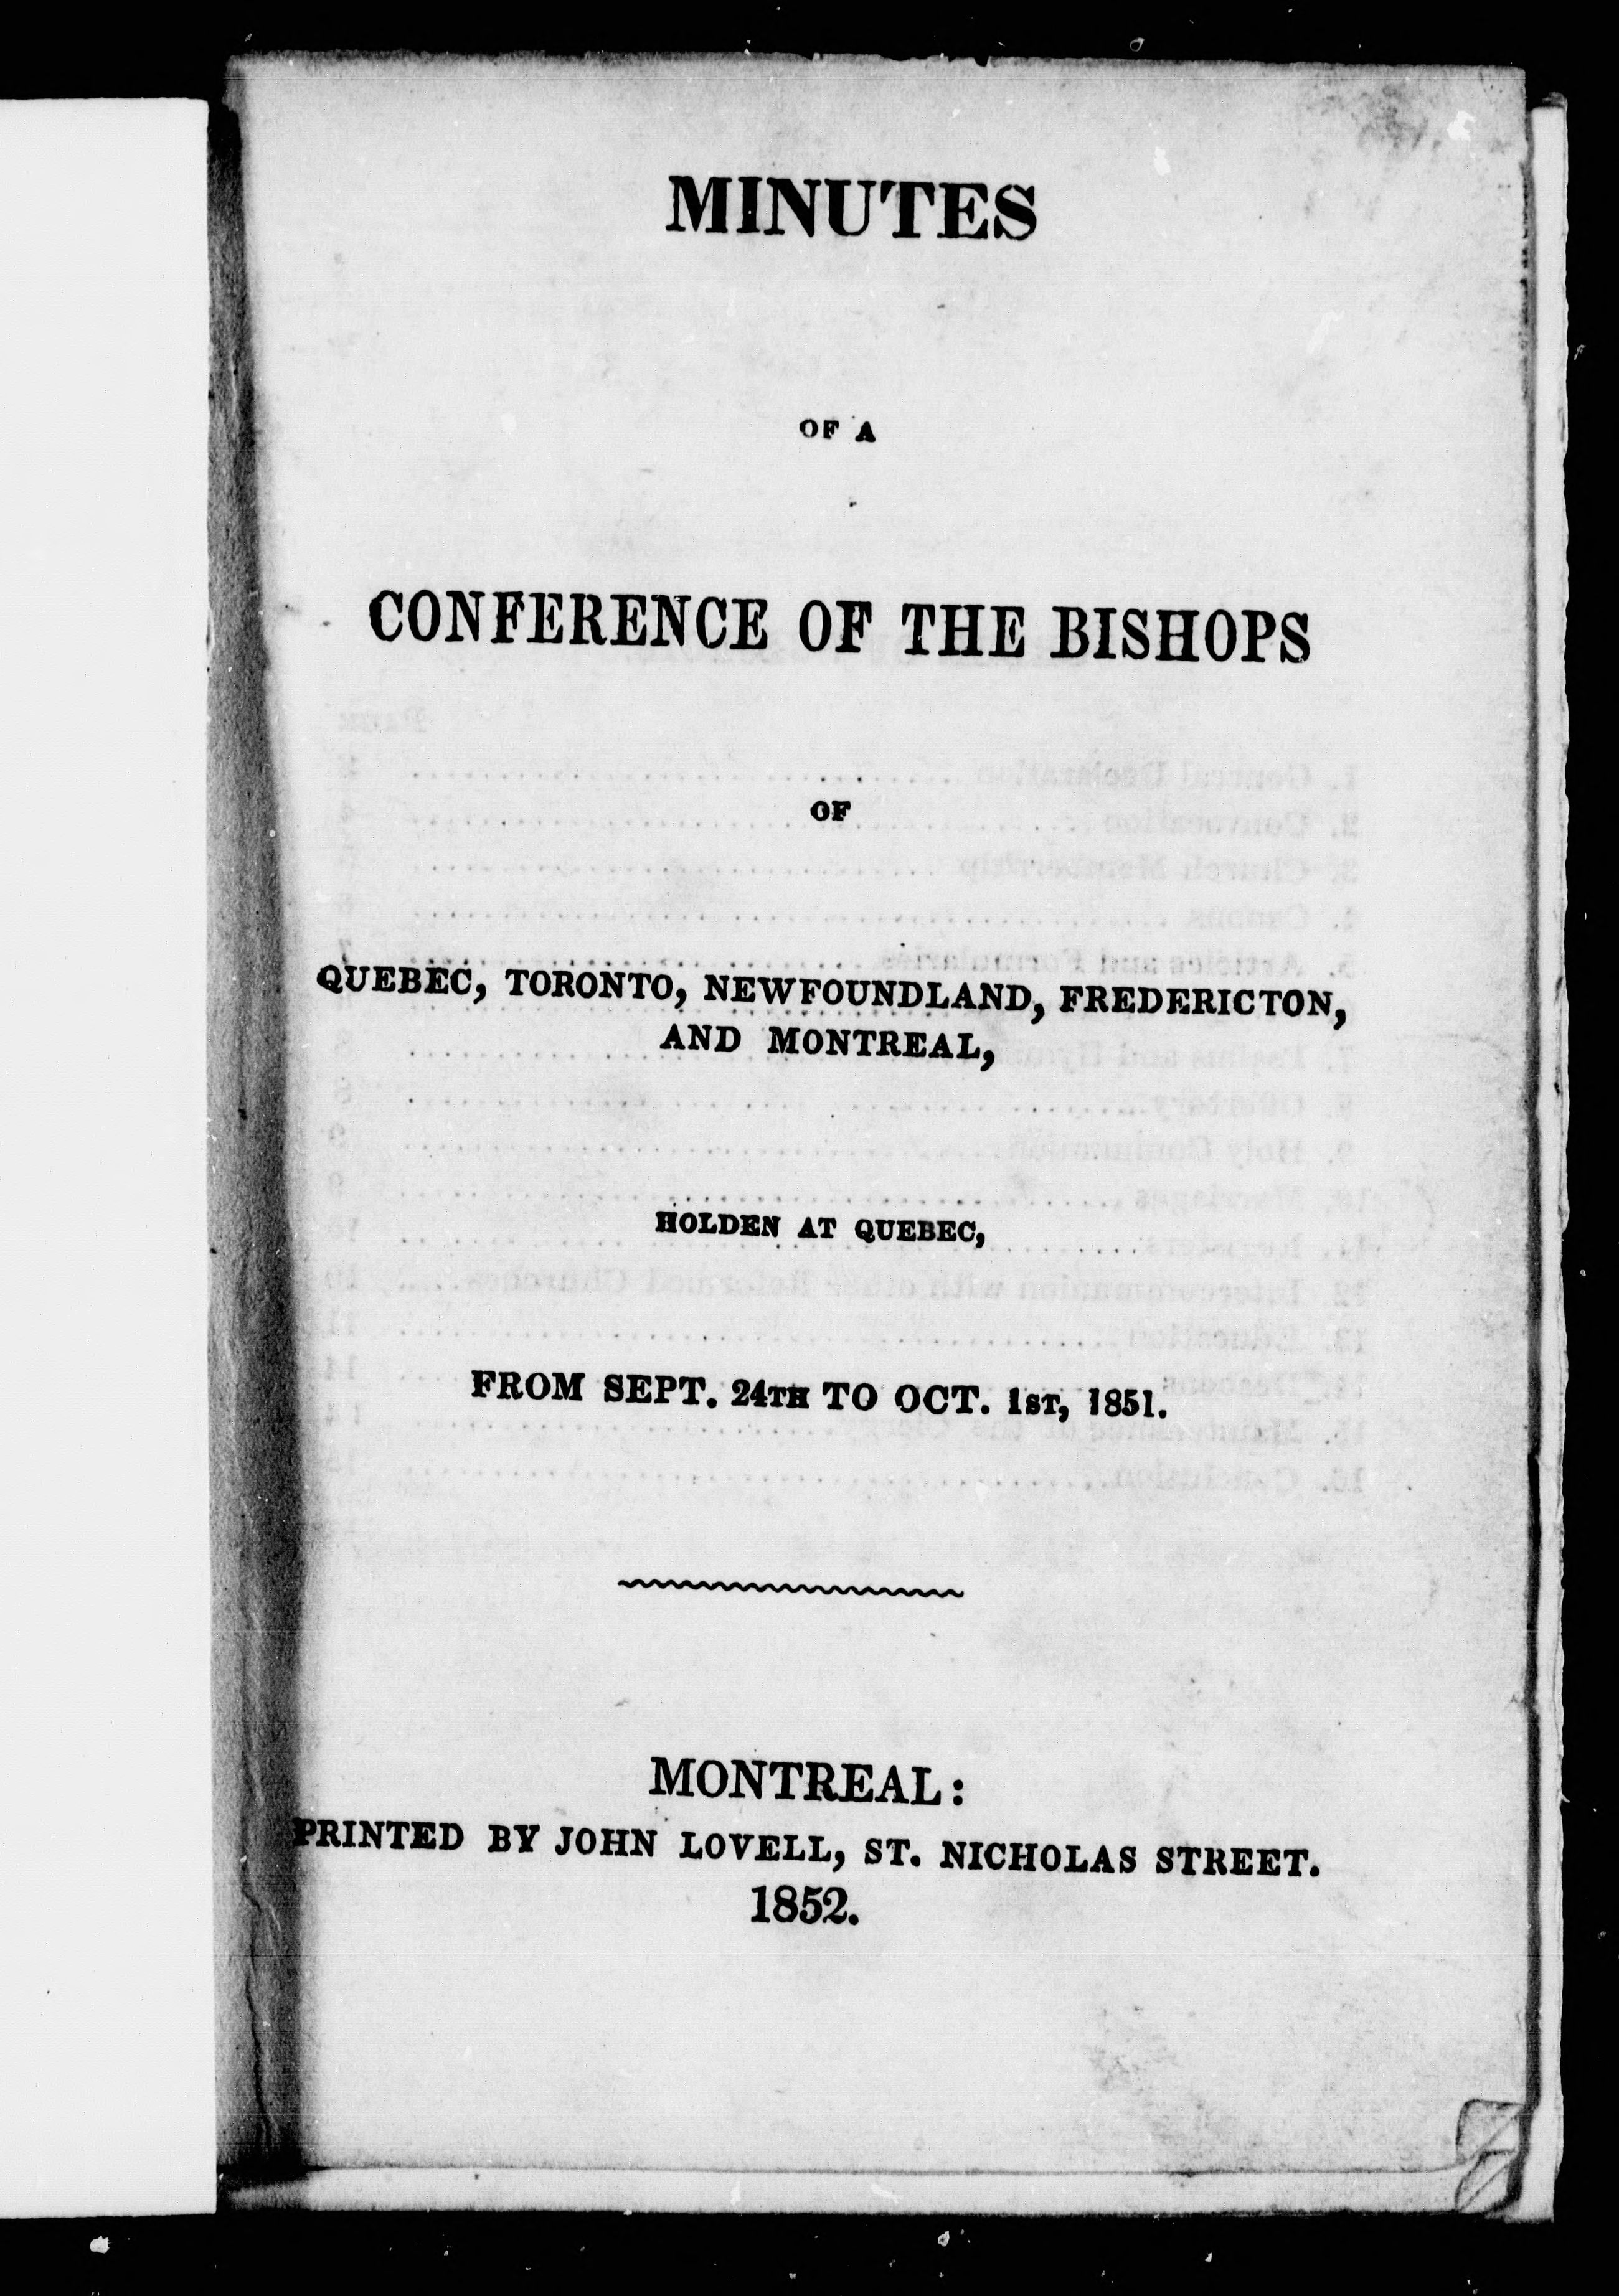 MINUTES
OF A
CONFERENCE OF THE BISHOPS
OF
QUEBEC, TORONTO, NEWFOUNDLAND, FREDERICTON,
AND MONTREAL,
HOLDEN AT QUEBEC,
FROM SEPT. 24TH TO OCT. 1ST, 1851.
MONTREAL:
PRINTED BY JOHN LOVELL, ST. NICHOLAS STREET.
1852.